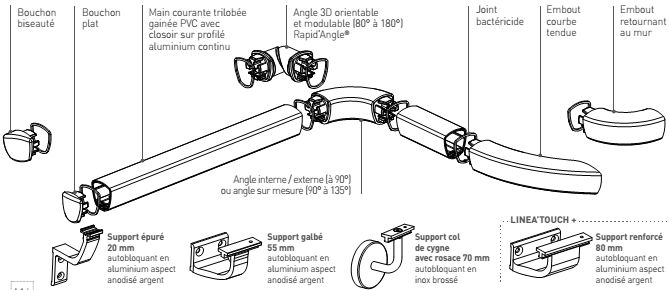 Bouchon
biseauté
Bouchon
plat
Main courante trilobée
gainée PVC avec
closoir sur profilé
aluminium continu
Angle 3D orientable
et modulable (80° à 180°)
Rapid'Angle®
Joint
bactéricide
Embout
courbe
tendue
Embout
retournant
au mur
Angle interne / externe (à 90°)
ou angle sur mesure (90° à 135°)
Support épuré
20 mm
autobloquant en
aluminium aspect
anodisé argent
Support galbé
55 mm
autobloquant en
aluminium aspect
anodisé argent
Support col
de cygne
avec rosace 70 mm
autobloquant en
inox brossé
LINEA'TOUCH +
Support renforcé
80 mm
autobloquant en
aluminium aspect
anodisé argent